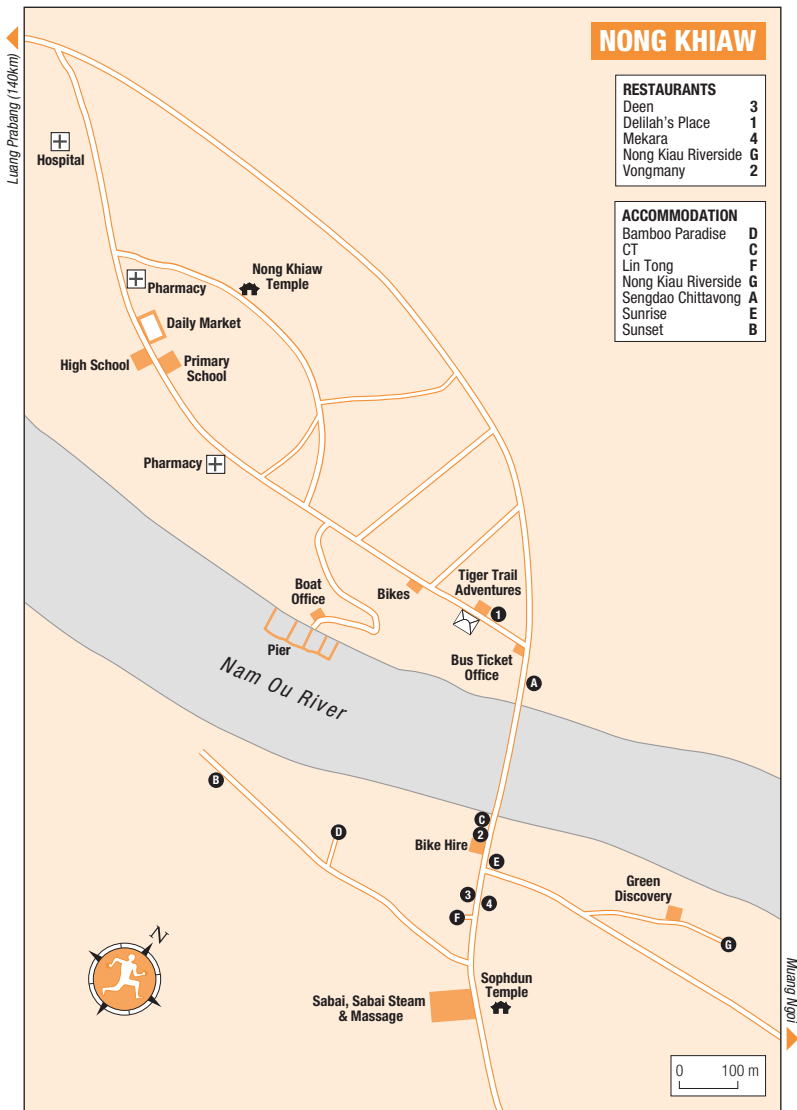 NONG KHIAW
Luang Prabang (140km)
RESTAURANTS
Deen 3
Delilah's Place 1
Mekara 4
Nong Kiau Riverside G
Vongmany 2
ACCOMMODATION
Bamboo Paradise D
CT C
Lin Tong F
Nong Kiau Riverside G
Sengdao Chittavong A
Sunrise E
Sunset B
Hospital
Nong Khiaw
Temple
Pharmacy
Daily Market
High School
Primary
School
Pharmacy
Tiger Trail
Adventures
Boat
Office
Bikes
1
Pier
Bus Ticket
Office
A
Nam Ou River
B
C
2
D
Bike Hire
E
3
4
F
Green
Discovery
G
N
Sophdun
Temple
Sabai, Sabai Steam
& Massage
Muang Ngoi
0 100 m